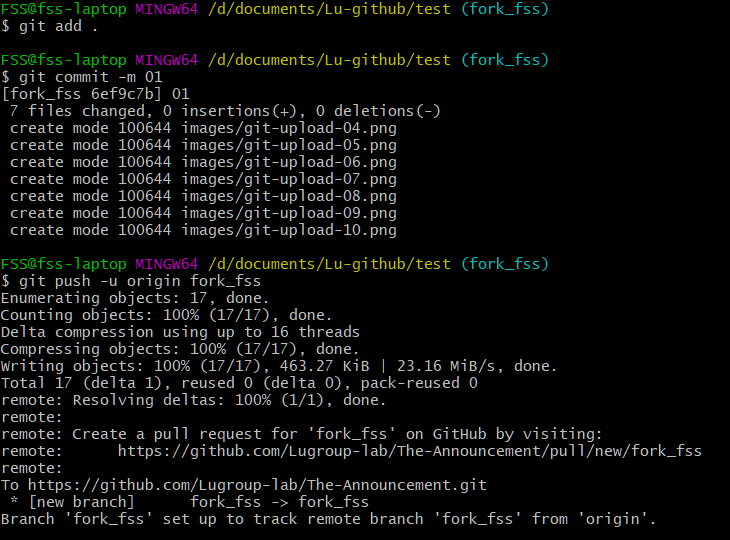 FSS@fss-laptop MINGW64 /d/documents/Lu-github/test (fork_fss)
$ git add .
FSS@fss-laptop MINGW64 /d/documents/Lu-github/test (fork_fss)
$ git commit -m 01
[fork_fss 6ef9c7b] 01
 7 files changed, 0 insertions(+), 0 deletions(-)
 create mode 100644 images/git-upload-04.png
 create mode 100644 images/git-upload-05.png
 create mode 100644 images/git-upload-06.png
 create mode 100644 images/git-upload-07.png
 create mode 100644 images/git-upload-08.png
 create mode 100644 images/git-upload-09.png
 create mode 100644 images/git-upload-10.png
FSS@fss-laptop MINGW64 /d/documents/Lu-github/test (fork_fss)
$ git push -u origin fork_fss
Enumerating objects: 17, done.
Counting objects: 100% (17/17), done.
Delta compression using up to 16 threads
Compressing objects: 100% (17/17), done.
Writing objects: 100% (17/17), 463.27 KiB | 23.16 MiB/s, done.
Total 17 (delta 1), reused 0 (delta 0), pack-reused 0
remote: Resolving deltas: 100% (1/1), done.
remote:
remote: Create a pull request for 'fork_fss' on GitHub by visiting:
remote:      https://github.com/Lugroup-lab/The-Announcement/pull/new/fork_fss
remote:
To https://github.com/Lugroup-lab/The-Announcement.git
 * [new branch]      fork_fss -> fork_fss
Branch 'fork_fss' set up to track remote branch 'fork_fss' from 'origin'.